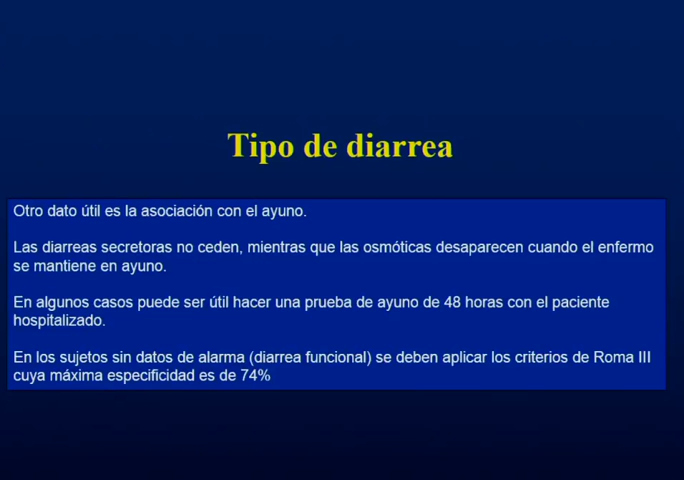 Tipo de diarrea
Otro dato útil es la asociación con el ayuno.
Las diarreas secretoras no ceden, mientras que las osmóticas desaparecen cuando el enfermo
se mantiene en ayuno.
En algunos casos puede ser útil hacer una prueba de ayuno de 48 horas con el paciente
hospitalizado.
En los sujetos sin datos de alarma (diarrea funcional) se deben aplicar los criterios de Roma III
cuya máxima especificidad es de 74%